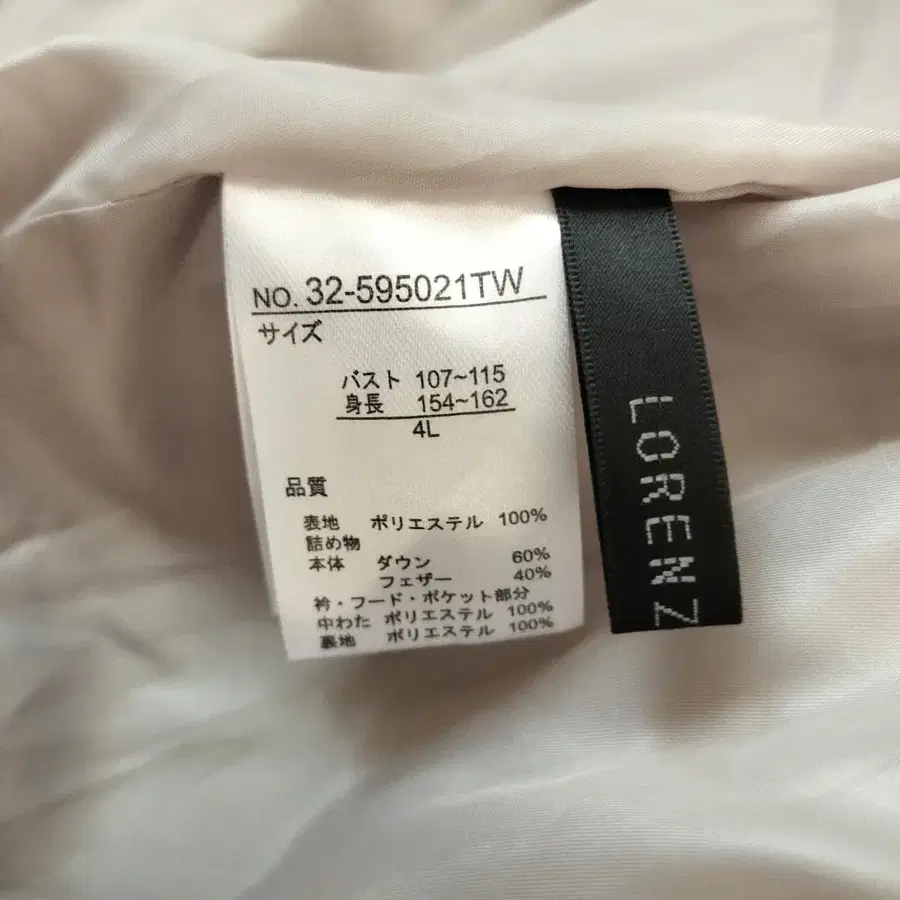 NO. 32-595021TW
サイズ
バスト 107~115
身長 154~162
4L
品質
表地 ポリエステル 100%
詰め物
本体 ダウン 60%
フェザー 40%
衿・フード・ポケット部分
中わた ポリエステル 100%
裏地 ポリエステル 100%
LORENZ